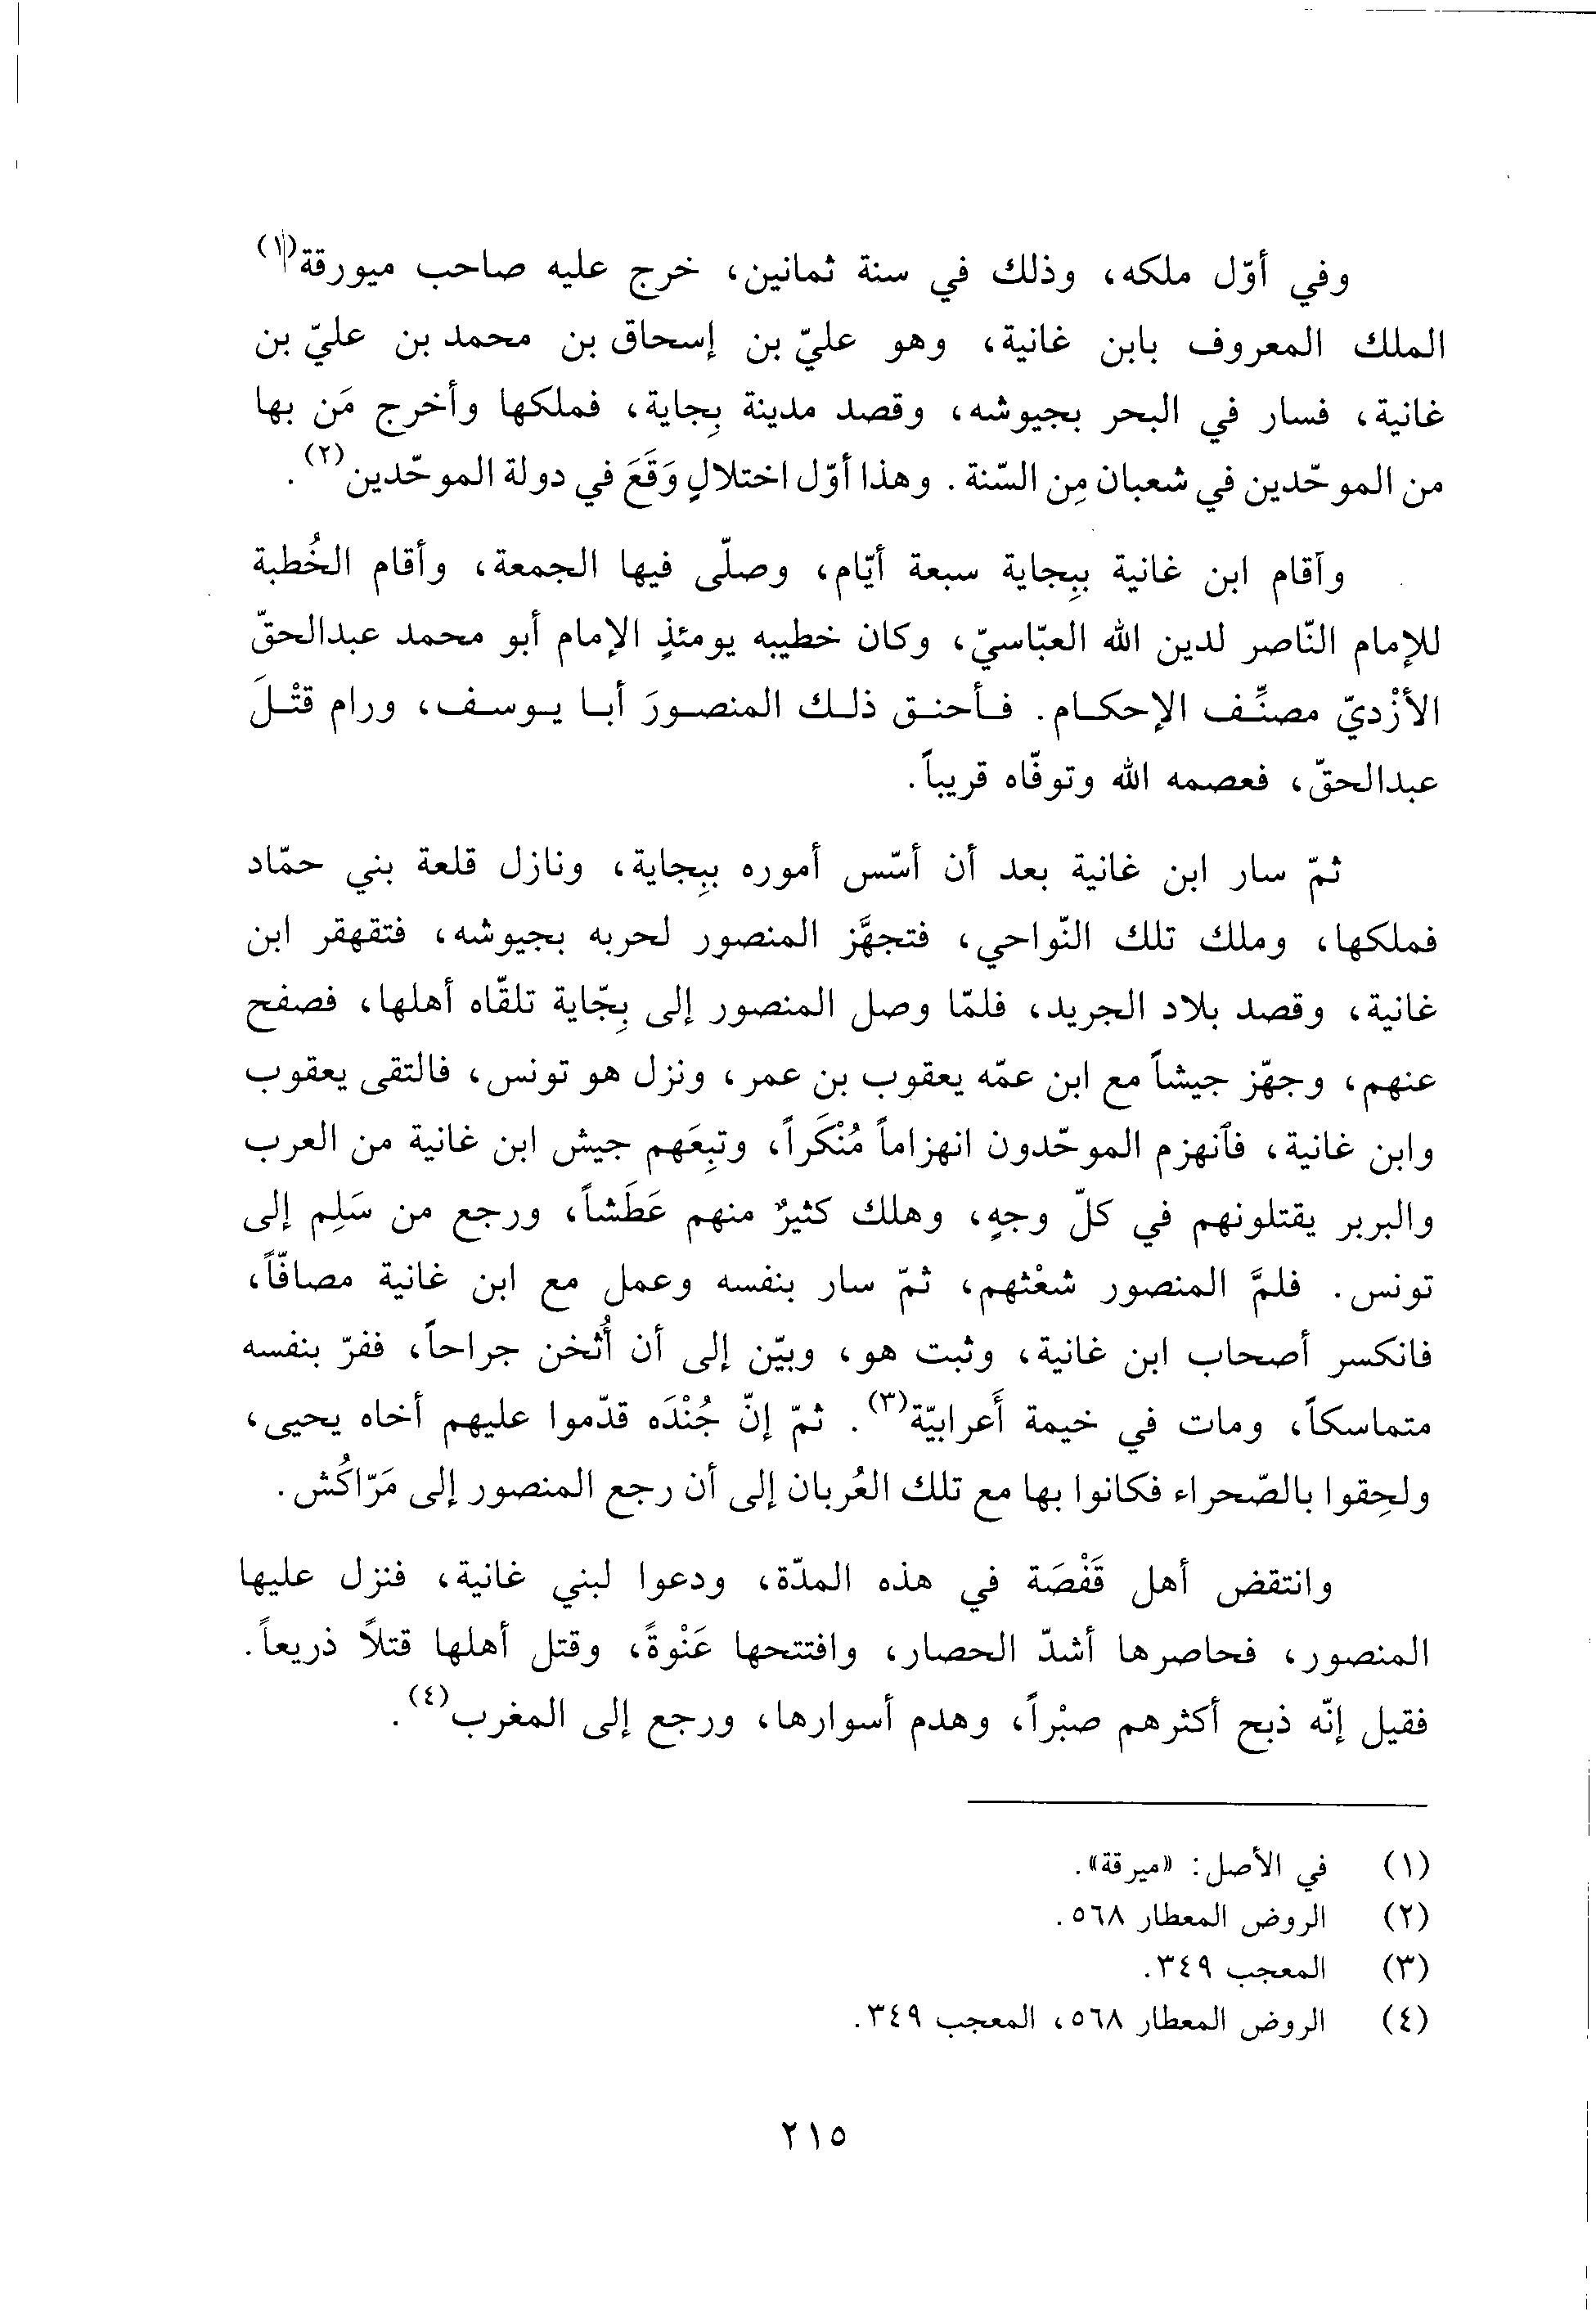 وفي أوّل ملكه، وذلك في سنة ثمانين، خرج عليه صاحب ميورقة(١)
الملك المعروف بابن غانية، وهو عليّ بن إسحاق بن محمد بن عليّ بن
غانية، فسار في البحر بجيوشه، وقصد مدينة بِجاية، فملكها وأخرج مَن بها
من الموحّدين في شعبان مِن السّنة. وهذا أوّل اختلالٍ وَقَعَ في دولة الموحّدين(٢).
وأقام ابن غانية ببِجاية سبعة أيّام، وصلّى فيها الجمعة، وأقام الخُطبة
للإمام النّاصر لدين الله العبّاسيّ، وكان خطيبه يومئذٍ الإمام أبو محمد عبدالحقّ
الأزْديّ مصنِّف الإحكام. فأحنق ذلك المنصورَ أبا يوسف، ورام قتْلَ
عبدالحقّ، فعصمه الله وتوفّاه قريباً.
ثمّ سار ابن غانية بعد أن أسّس أموره ببِجاية، ونازل قلعة بني حمّاد
فملكها، وملك تلك النّواحي، فتجهَّز المنصور لحربه بجيوشه، فتقهقر ابن
غانية، وقصد بلاد الجريد، فلمّا وصل المنصور إلى بِجّاية تلقّاه أهلها، فصفح
عنهم، وجهّز جيشاً مع ابن عمّه يعقوب بن عمر، ونزل هو تونس، فالتقى يعقوب
وابن غانية، فٱنهزم الموحّدون انهزاماً مُنْكَراً، وتبِعَهم جيش ابن غانية من العرب
والبربر يقتلونهم في كلّ وجهٍ، وهلك كثيرٌ منهم عَطَشاً، ورجع من سَلِم إلى
تونس. فلمَّ المنصور شعْثهم، ثمّ سار بنفسه وعمل مع ابن غانية مصافّاً،
فانكسر أصحاب ابن غانية، وثبت هو، وبيّن إلى أن أُثخن جراحاً، ففرّ بنفسه
متماسكاً، ومات في خيمة أَعرابيّة(٣). ثمّ إنّ جُنْدَه قدّموا عليهم أخاه يحيى،
ولحِقوا بالصّحراء فكانوا بها مع تلك العُربان إلى أن رجع المنصور إلى مَرّاكُش.
وانتقض أهل قَفْصَة في هذه المدّة، ودعوا لبني غانية، فنزل عليها
المنصور، فحاصرها أشدّ الحصار، وافتتحها عَنْوةً، وقتل أهلها قتلاً ذريعاً.
فقيل إنّه ذبح أكثرهم صبْراً، وهدم أسوارها، ورجع إلى المغرب(٤).
(١) في الأصل: «ميرقة».
(٢) الروض المعطار ٥٦٨.
(٣) المعجب ٣٤٩.
(٤) الروض المعطار ٥٦٨، المعجب ٣٤٩.
٢١٥